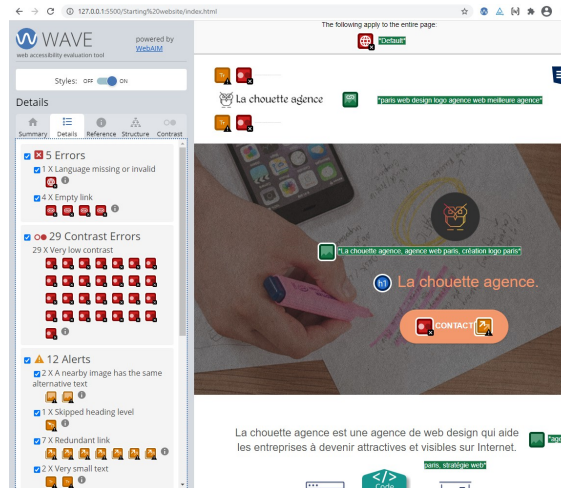 127.0.0.1:5500/Starting%20website/index.html
The following apply to the entire page:
*Default*
WAVE
web accessibility evaluation tool
powered by
WebAIM
Styles: OFF ON
Details
Summary Details Reference Structure Contrast
5 Errors
1 X Language missing or invalid
4 X Empty link
29 Contrast Errors
29 X Very low contrast
12 Alerts
2 X A nearby image has the same
alternative text
1 X Skipped heading level
7 X Redundant link
2 X Very small text
La chouette agence
*paris web design logo agence web meilleure agence*
*La chouette agence, agence web paris, création logo paris*
h1 La chouette agence.
CONTACT
La chouette agence est une agence de web design qui aide
les entreprises à devenir attractives et visibles sur Internet.
paris, stratégie web*
Code